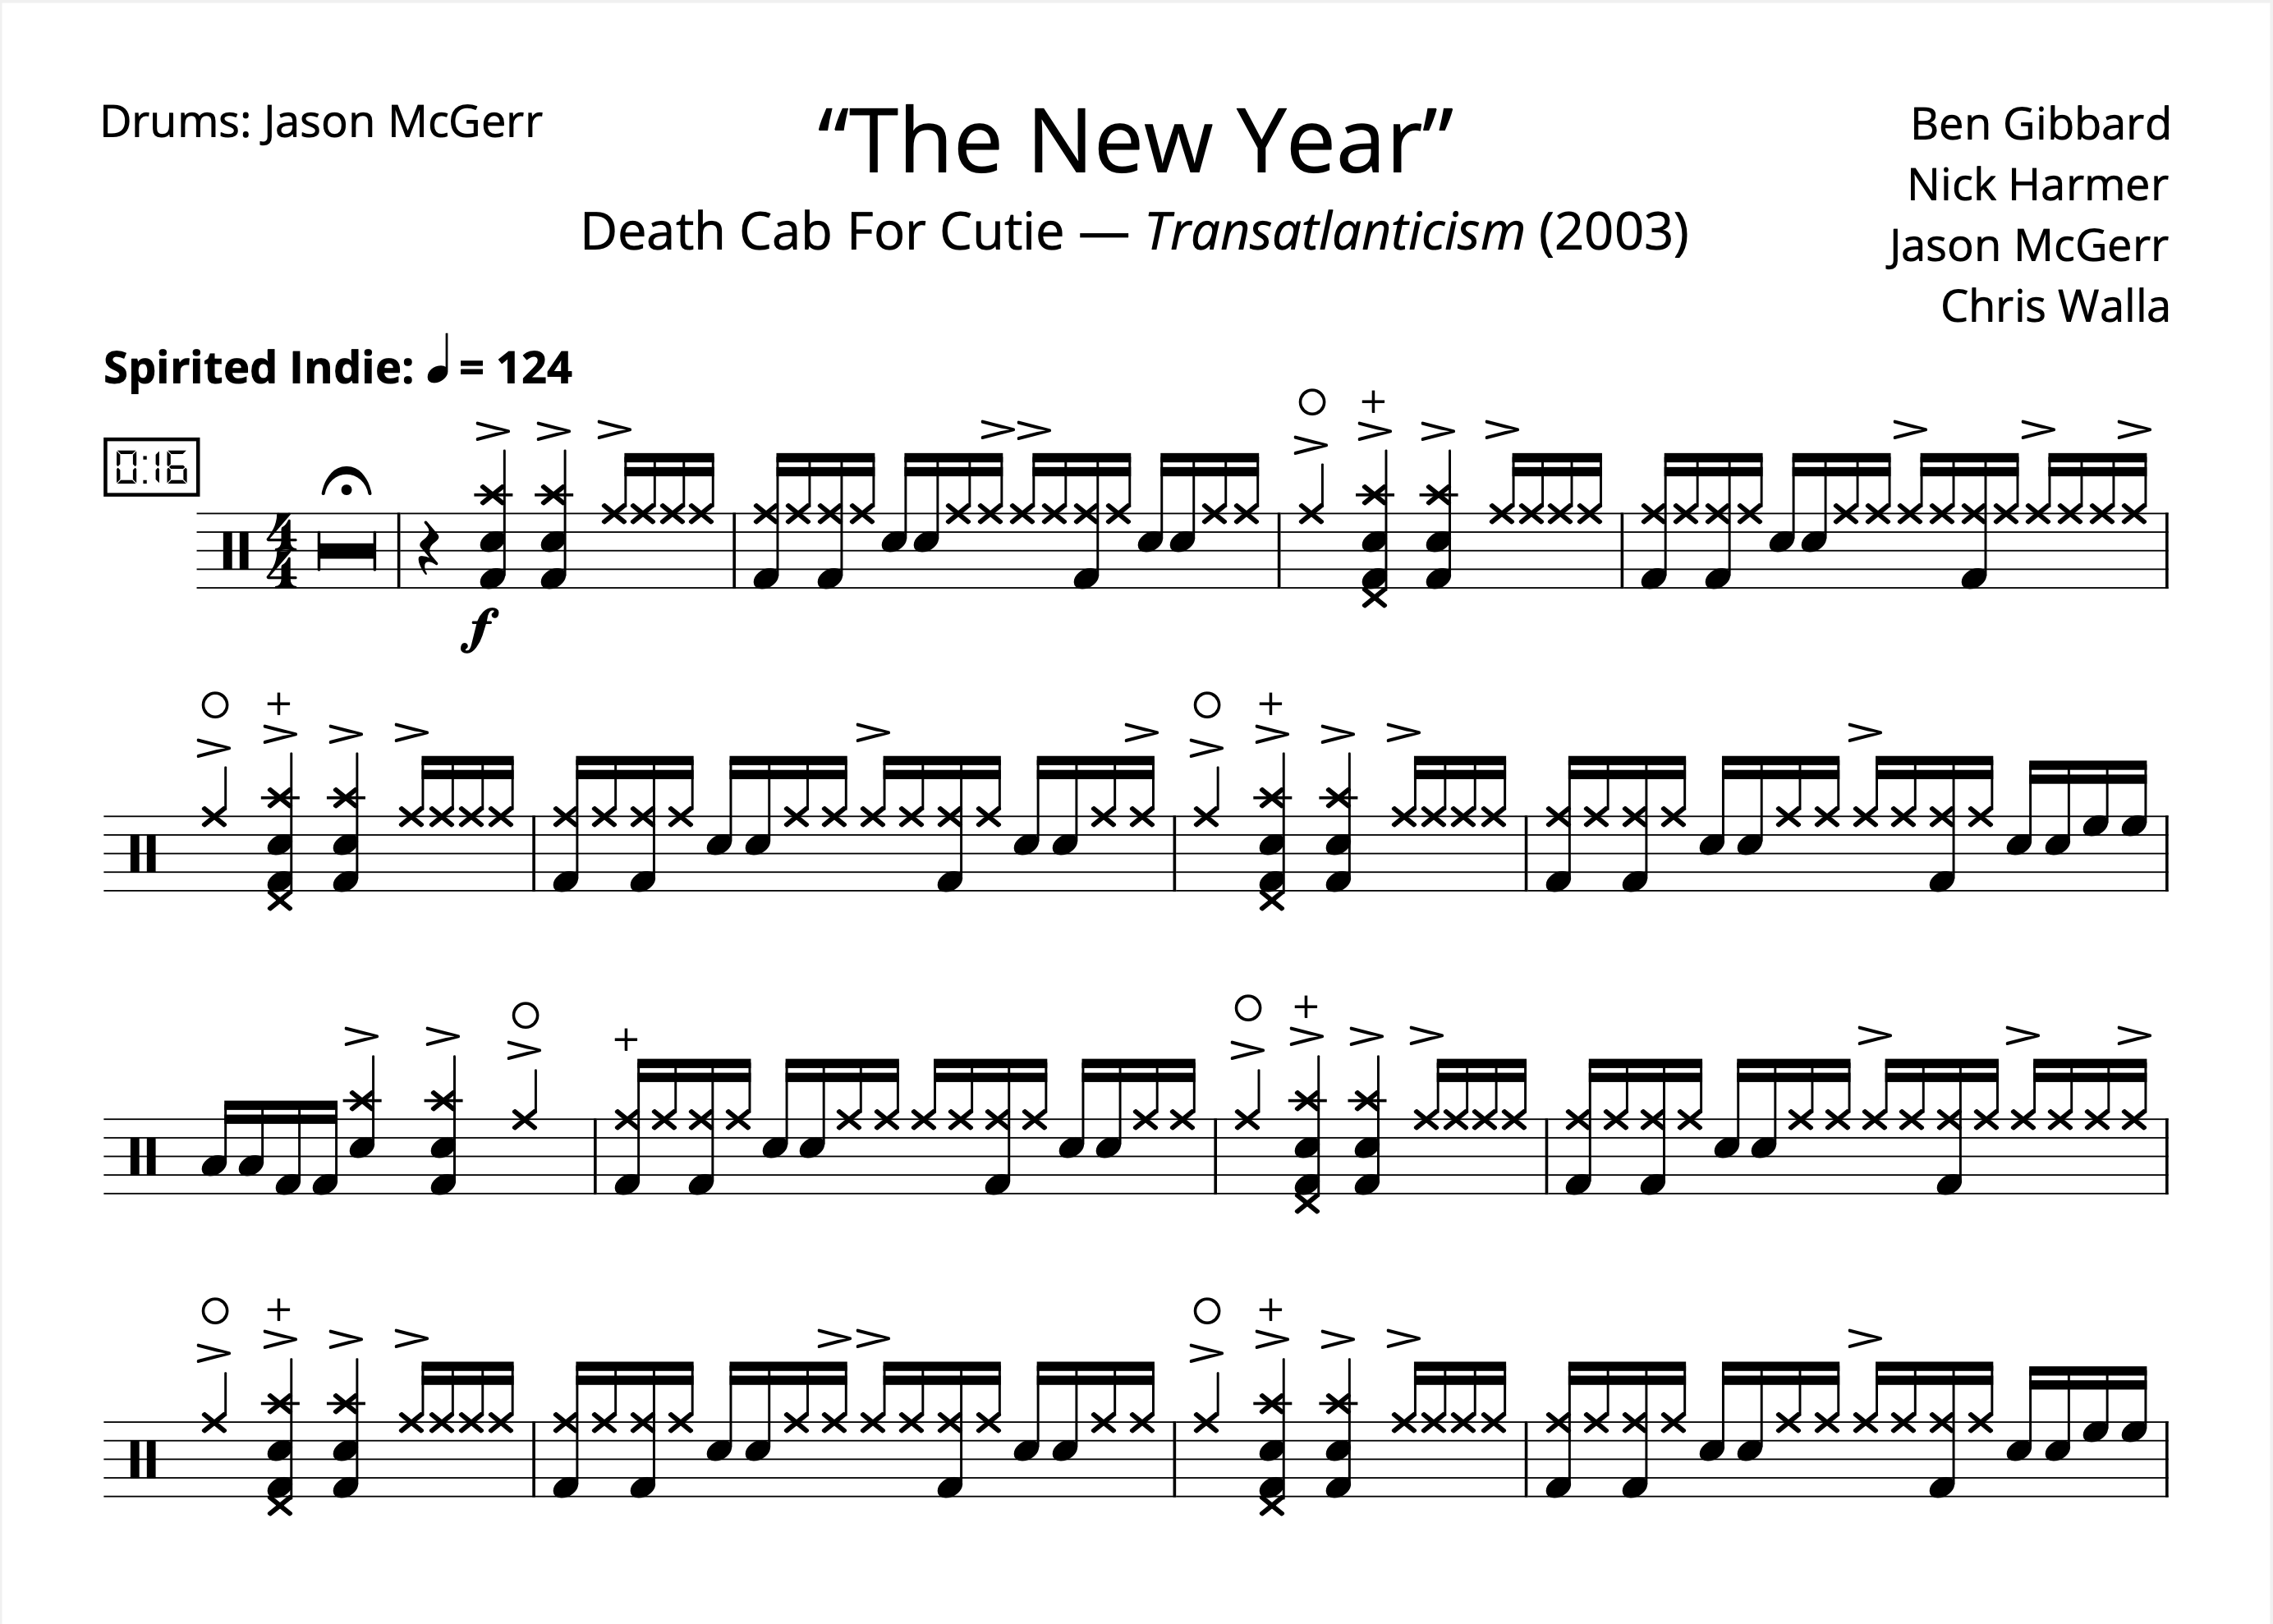 Drums: Jason McGerr
“The New Year”
Death Cab For Cutie — Transatlanticism (2003)
Ben Gibbard
Nick Harmer
Jason McGerr
Chris Walla
Spirited Indie: ♩ = 124
0:16
4
4
f